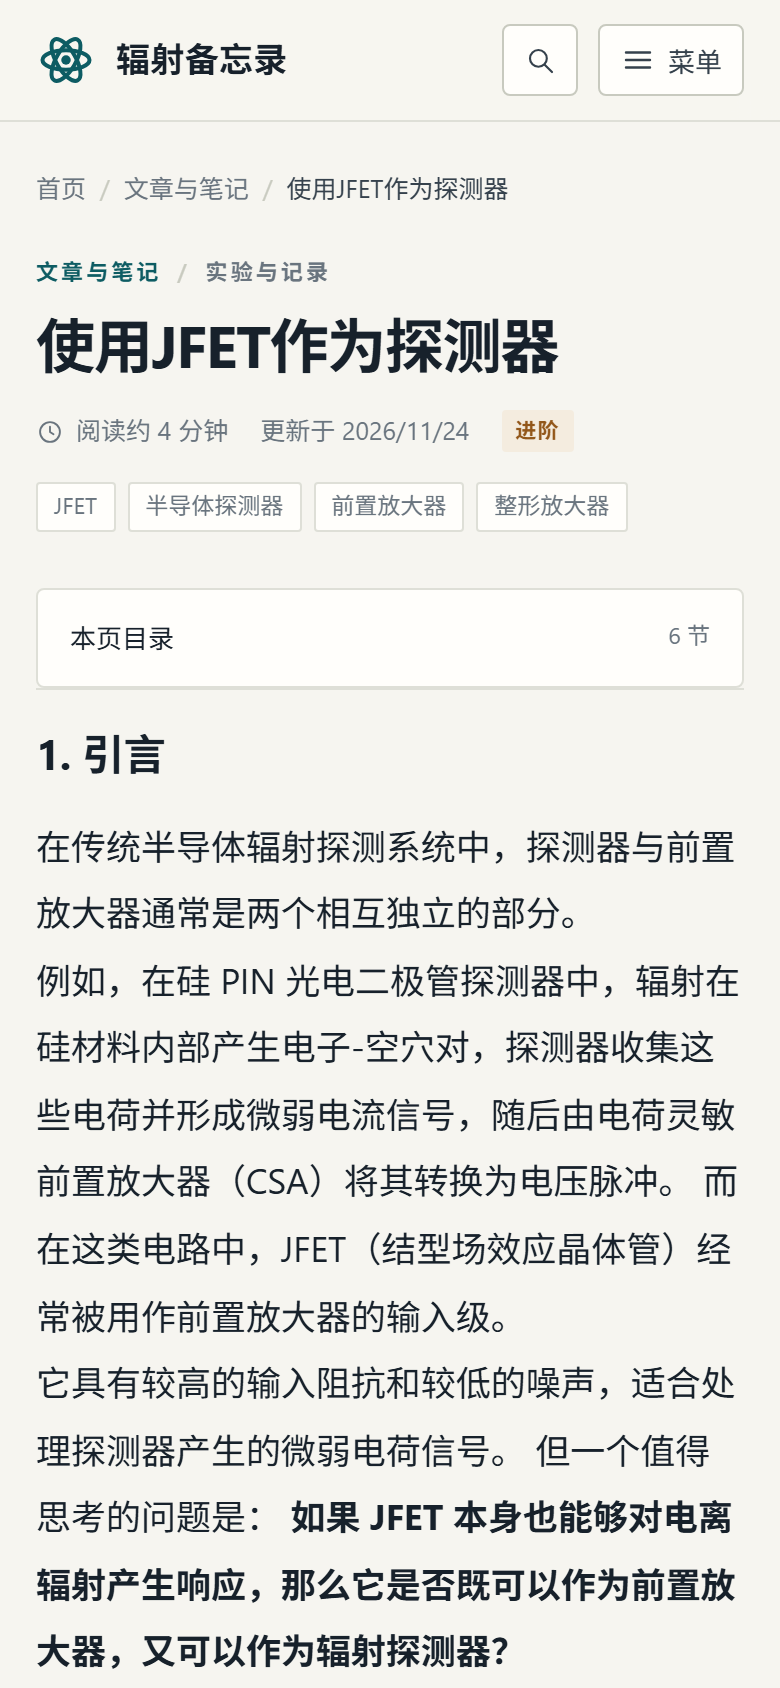 辐射备忘录
菜单
首页 / 文章与笔记 / 使用JFET作为探测器
文章与笔记 / 实验与记录
使用JFET作为探测器
阅读约 4 分钟 更新于 2026/11/24 进阶
JFET 半导体探测器 前置放大器 整形放大器
本页目录 6 节
1. 引言
在传统半导体辐射探测系统中，探测器与前置
放大器通常是两个相互独立的部分。
例如，在硅 PIN 光电二极管探测器中，辐射在
硅材料内部产生电子-空穴对，探测器收集这
些电荷并形成微弱电流信号，随后由电荷灵敏
前置放大器（CSA）将其转换为电压脉冲。 而
在这类电路中，JFET（结型场效应晶体管）经
常被用作前置放大器的输入级。
它具有较高的输入阻抗和较低的噪声，适合处
理探测器产生的微弱电荷信号。 但一个值得
思考的问题是： 如果 JFET 本身也能够对电离
辐射产生响应，那么它是否既可以作为前置放
大器，又可以作为辐射探测器？